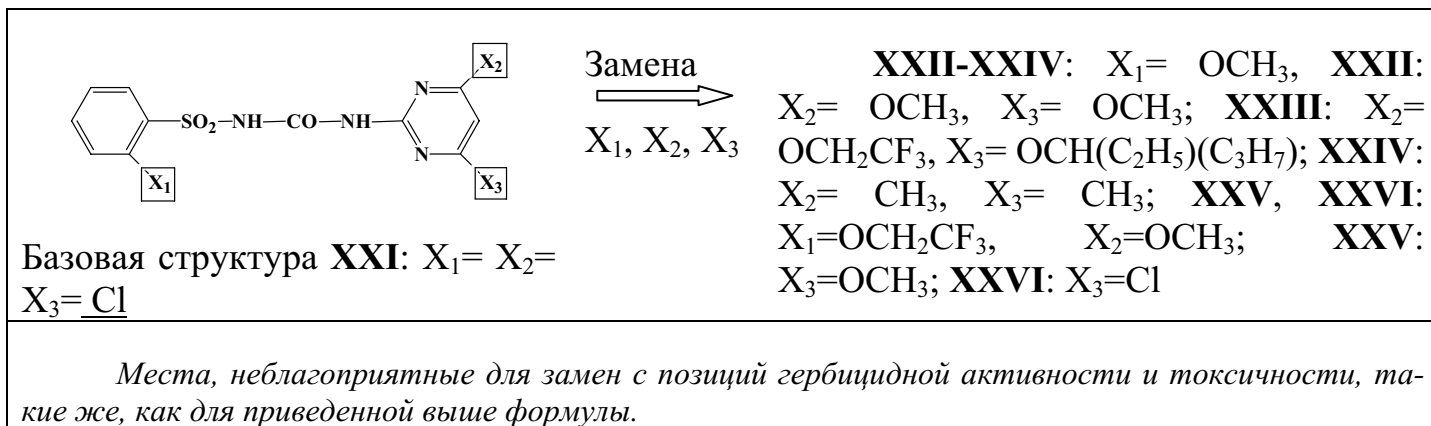 X₂
N
SO₂—NH—CO—NH
N
X₁
X₃
Базовая структура XXI: X₁= X₂=
X₃= Cl
Замена
X₁, X₂, X₃
XXII-XXIV: X₁= OCH₃, XXII:
X₂= OCH₃, X₃= OCH₃; XXIII: X₂=
OCH₂CF₃, X₃= OCH(C₂H₅)(C₃H₇); XXIV:
X₂= CH₃, X₃= CH₃; XXV, XXVI:
X₁=OCH₂CF₃, X₂=OCH₃; XXV:
X₃=OCH₃; XXVI: X₃=Cl
Места, неблагоприятные для замен с позиций гербицидной активности и токсичности, та-
кие же, как для приведенной выше формулы.